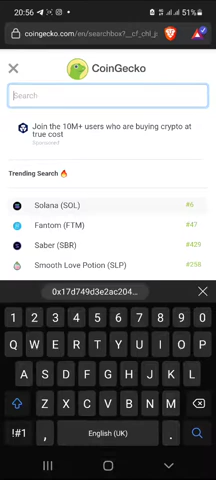 20:56
51%
coingecko.com/en/searchbox?__cf_chl_js
CoinGecko
Search
Join the 10M+ users who are buying crypto at
true cost
Sponsored
Trending Search 🔥
Solana (SOL) #6
Fantom (FTM) #47
Saber (SBR) #429
Smooth Love Potion (SLP) #258
0x17d749d3e2ac204...
1 2 3 4 5 6 7 8 9 0
Q W E R T Y U I O P
A S D F G H J K L
Z X C V B N M
!#1 , English (UK) .